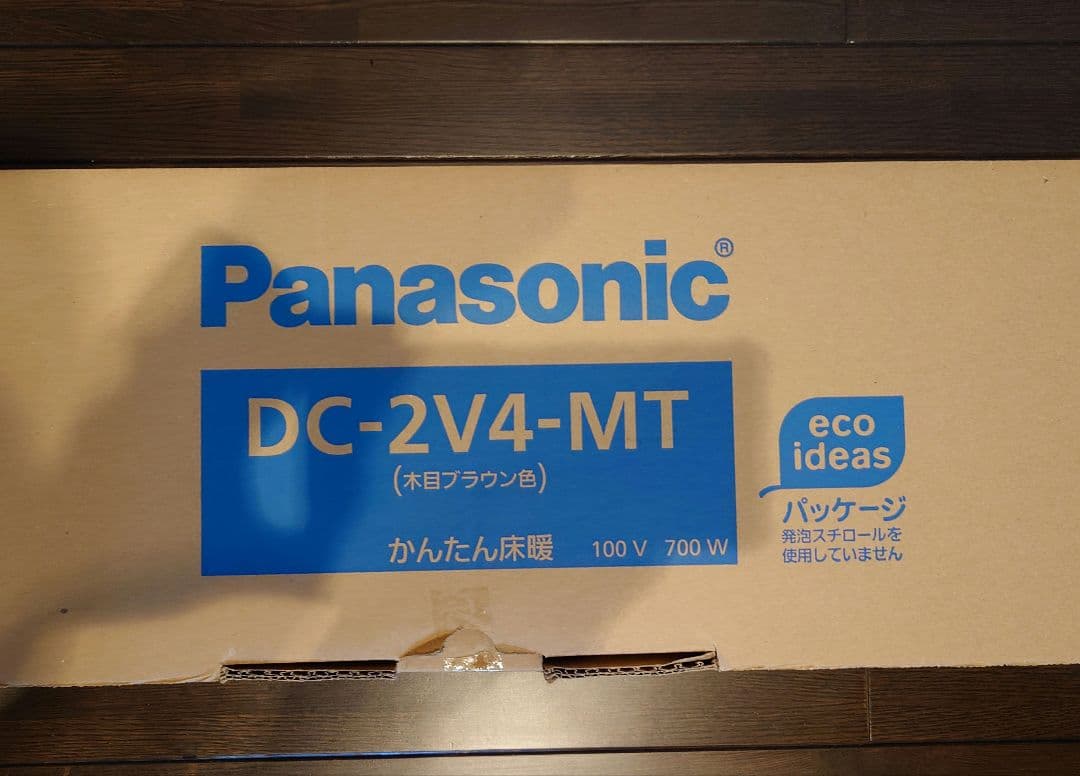 Panasonic®
DC-2V4-MT
(木目ブラウン色)
かんたん床暖 100 V 700 W
eco
ideas
パッケージ
発泡スチロールを
使用していません